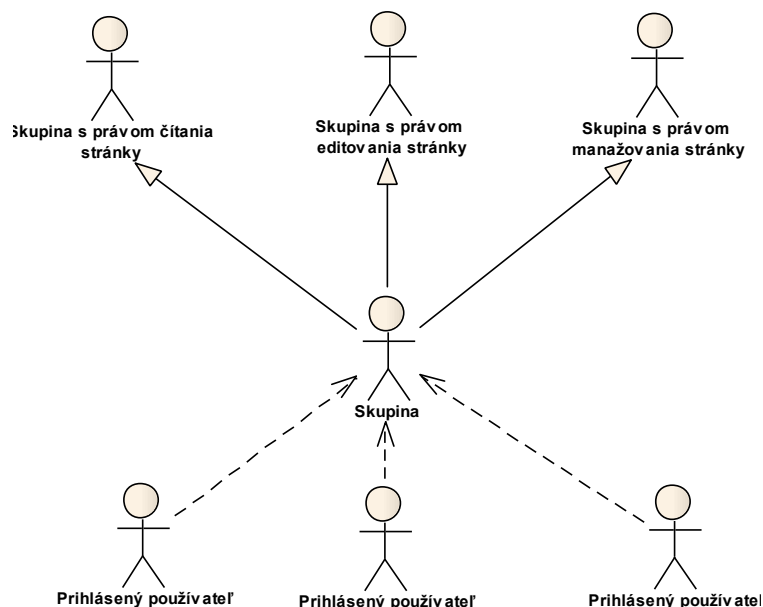 Skupina s právom čítania
stránky
Skupina s právom
editovania stránky
Skupina s právom
manažovania stránky
Skupina
Prihlásený používateľ
Prihlásený používateľ
Prihlásený používateľ